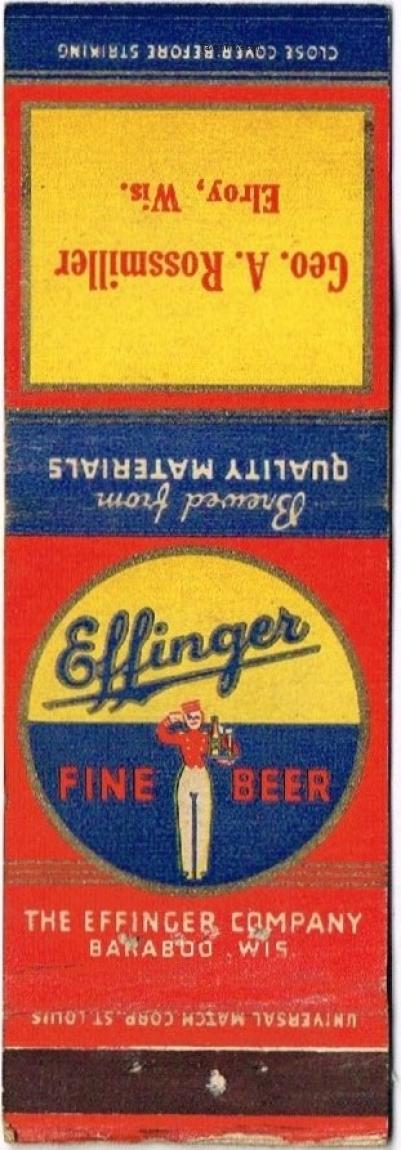 CLOSE COVER BEFORE STRIKING
Geo. A. Rossmiller
Elroy, Wis.
Brewed from
QUALITY MATERIALS
Effinger
FINE BEER
THE EFFINGER COMPANY
BARABOO WIS.
UNIVERSAL MATCH CORP. ST. LOUIS